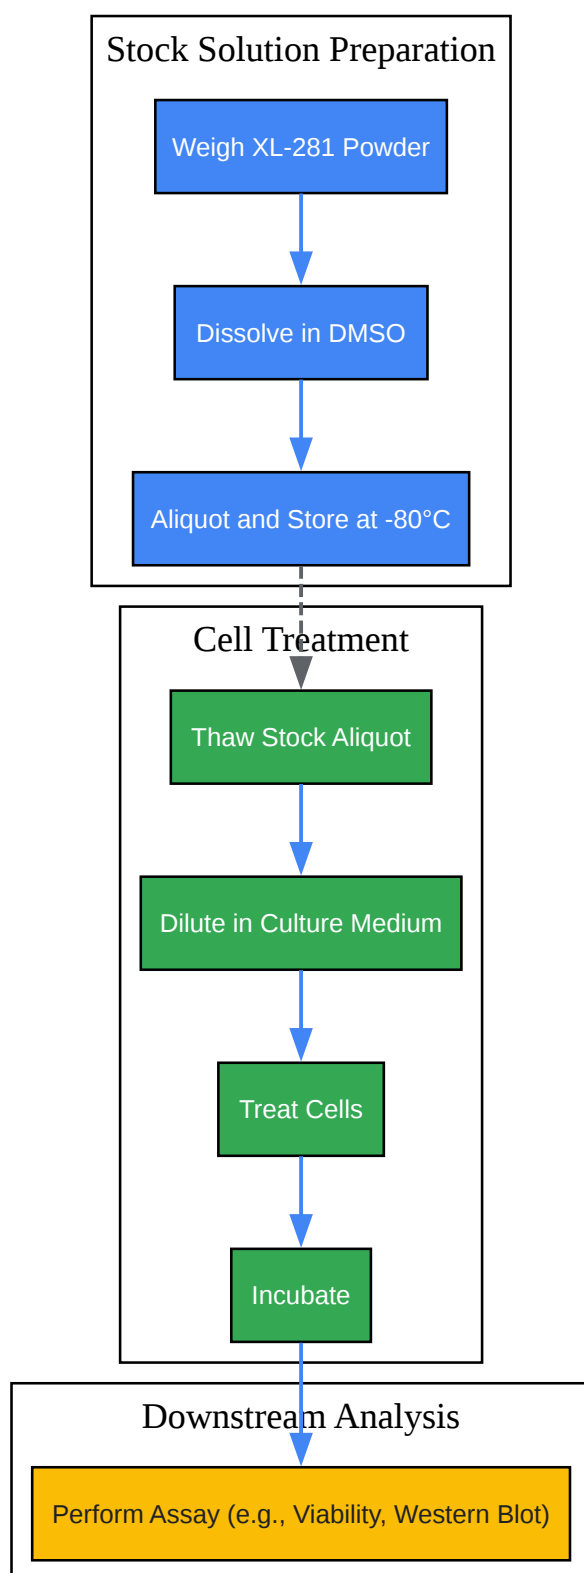 Stock Solution Preparation
Weigh XL-281 Powder
Dissolve in DMSO
Aliquot and Store at -80°C
Cell Treatment
Thaw Stock Aliquot
Dilute in Culture Medium
Treat Cells
Incubate
Downstream Analysis
Perform Assay (e.g., Viability, Western Blot)